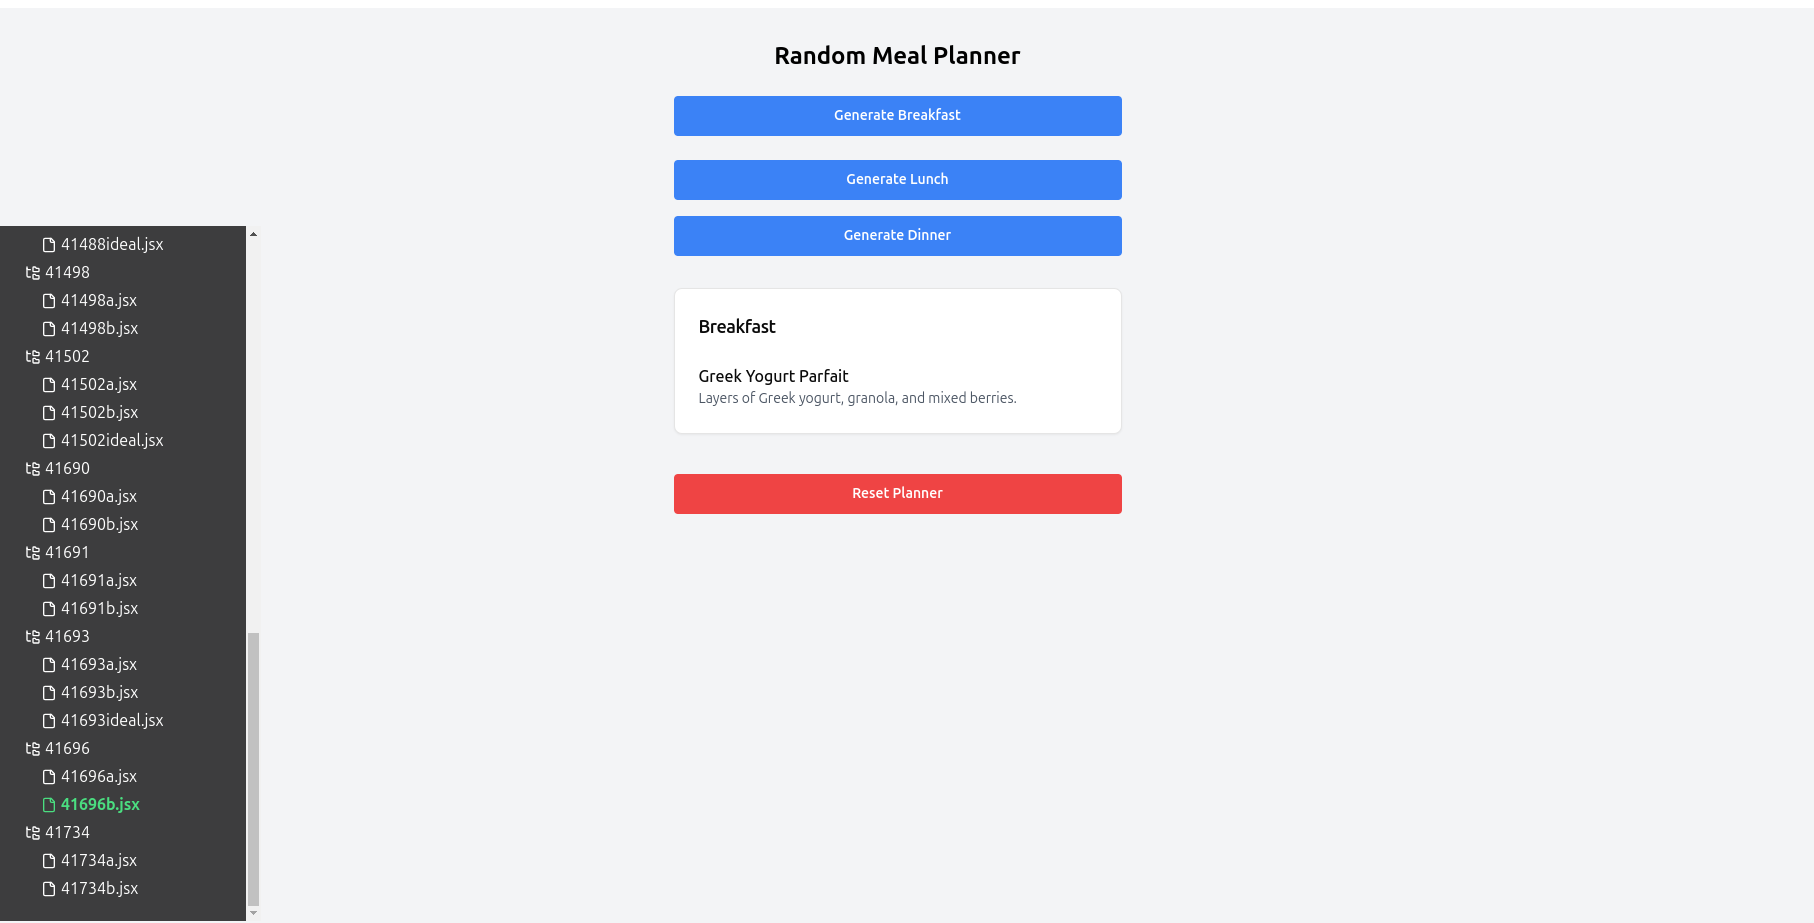 Random Meal Planner
Generate Breakfast
Generate Lunch
Generate Dinner
Breakfast
Greek Yogurt Parfait
Layers of Greek yogurt, granola, and mixed berries.
Reset Planner
41488ideal.jsx
41498
41498a.jsx
41498b.jsx
41502
41502a.jsx
41502b.jsx
41502ideal.jsx
41690
41690a.jsx
41690b.jsx
41691
41691a.jsx
41691b.jsx
41693
41693a.jsx
41693b.jsx
41693ideal.jsx
41696
41696a.jsx
41696b.jsx
41734
41734a.jsx
41734b.jsx